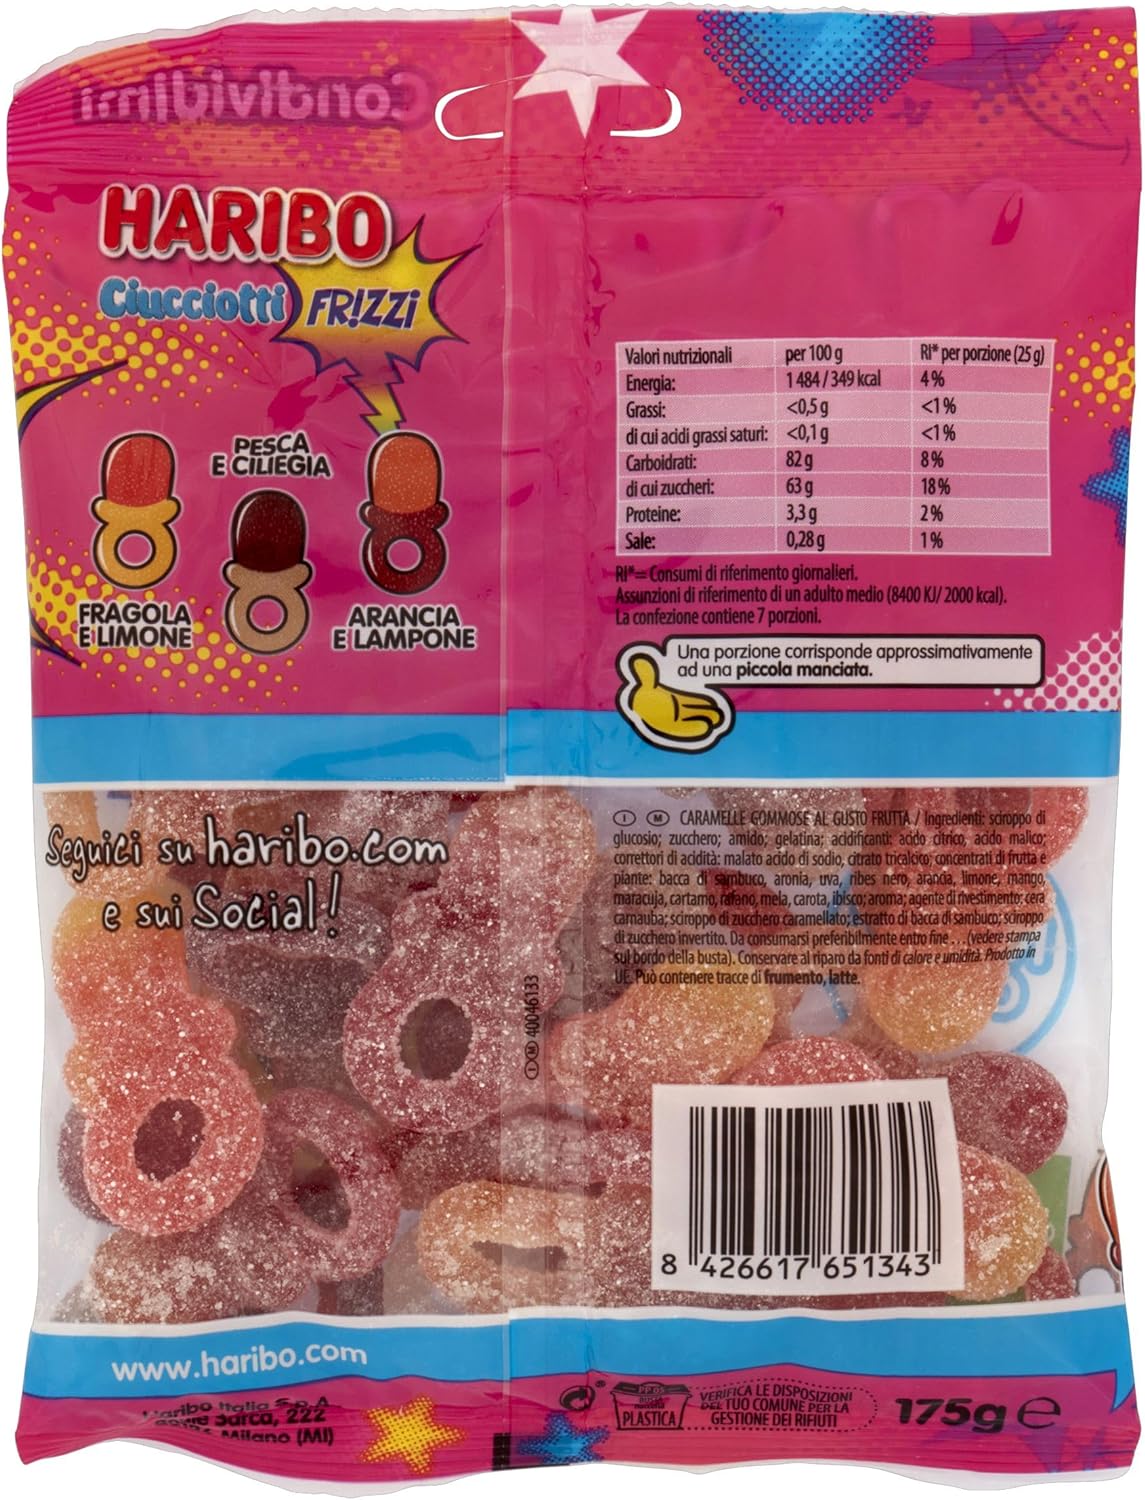 Condividimi
HARIBO
Ciucciotti FR!ZZi
PESCA
E CILIEGIA
FRAGOLA
E LIMONE
ARANCIA
E LAMPONE
Valori nutrizionali per 100 g RI* per porzione (25 g)
Energia: 1 484 / 349 kcal 4 %
Grassi: <0,5 g <1 %
di cui acidi grassi saturi: <0,1 g <1 %
Carboidrati: 82 g 8 %
di cui zuccheri: 63 g 18 %
Proteine: 3,3 g 2 %
Sale: 0,28 g 1 %
RI*= Consumi di riferimento giornalieri.
Assunzioni di riferimento di un adulto medio (8400 KJ/ 2000 kcal).
La confezione contiene 7 porzioni.
Una porzione corrisponde approssimativamente
ad una piccola manciata.
Seguici su haribo.com
e sui Social!
I M CARAMELLE GOMMOSE AL GUSTO FRUTTA / Ingredienti: sciroppo di
glucosio; zucchero; amido; gelatina; acidificanti: acido citrico, acido malico;
correttori di acidità: malato acido di sodio, citrato tricalcico; concentrati di frutta e
piante: bacca di sambuco, aronia, uva, ribes nero, arancia, limone, mango,
maracuja, cartamo, rafano, mela, carota, ibisco; aroma; agente di rivestimento: cera
carnauba; sciroppo di zucchero caramellato; estratto di bacca di sambuco; sciroppo
di zucchero invertito. Da consumarsi preferibilmente entro fine ... (vedere stampa
sul bordo della busta). Conservare al riparo da fonti di calore e umidità. Prodotto in
UE. Può contenere tracce di frumento, latte.
I M 40046133
8 426617 651343
www.haribo.com
Haribo Italia S.p.A
Sarca, 222
Milano (MI)
PP 05
PLASTICA
VERIFICA LE DISPOSIZIONI
DEL TUO COMUNE PER LA
GESTIONE DEI RIFIUTI
175g e